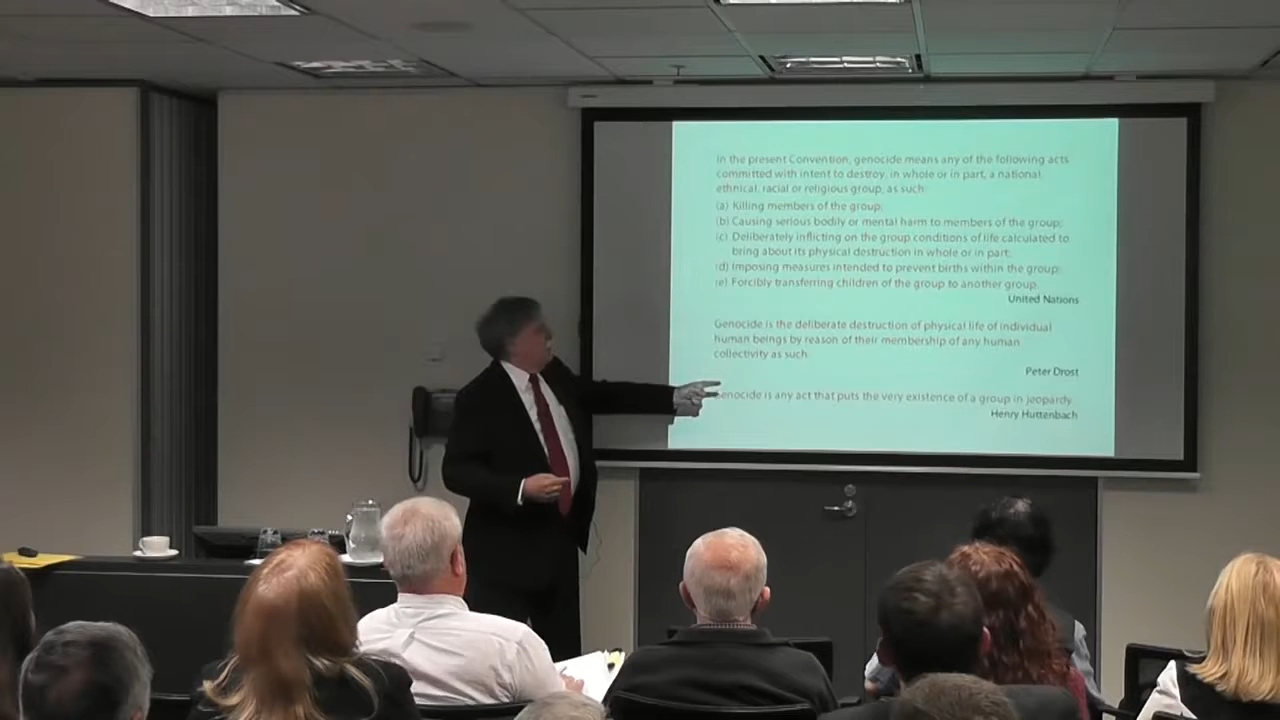 In the present Convention, genocide means any of the following acts
committed with intent to destroy, in whole or in part, a national,
ethnical, racial or religious group, as such:
(a) Killing members of the group;
(b) Causing serious bodily or mental harm to members of the group;
(c) Deliberately inflicting on the group conditions of life calculated to
bring about its physical destruction in whole or in part;
(d) Imposing measures intended to prevent births within the group;
(e) Forcibly transferring children of the group to another group.
United Nations
Genocide is the deliberate destruction of physical life of individual
human beings by reason of their membership of any human
collectivity as such.
Peter Drost
Genocide is any act that puts the very existence of a group in jeopardy.
Henry Huttenbach